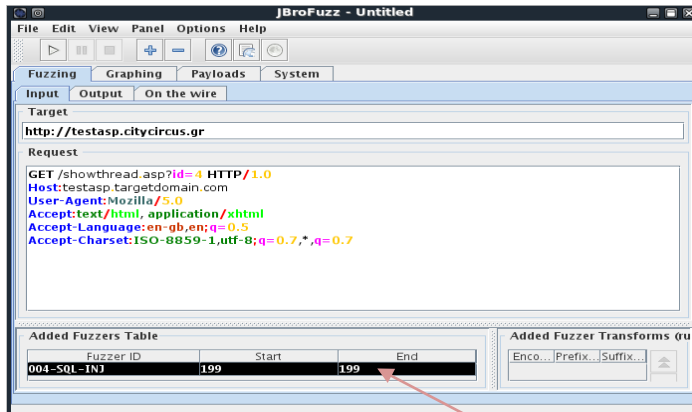 JBroFuzz - Untitled
File Edit View Panel Options Help
Fuzzing Graphing Payloads System
Input Output On the wire
Target
http://testasp.citycircus.gr
Request
GET /showthread.asp?id=4 HTTP/1.0
Host:testasp.targetdomain.com
User-Agent:Mozilla/5.0
Accept:text/html, application/xhtml
Accept-Language:en-gb,en;q=0.5
Accept-Charset:ISO-8859-1,utf-8;q=0.7,*,q=0.7
Added Fuzzers Table
Fuzzer ID Start End
004-SQL-INJ 199 199
Added Fuzzer Transforms (ru
Enco... Prefix... Suffix...